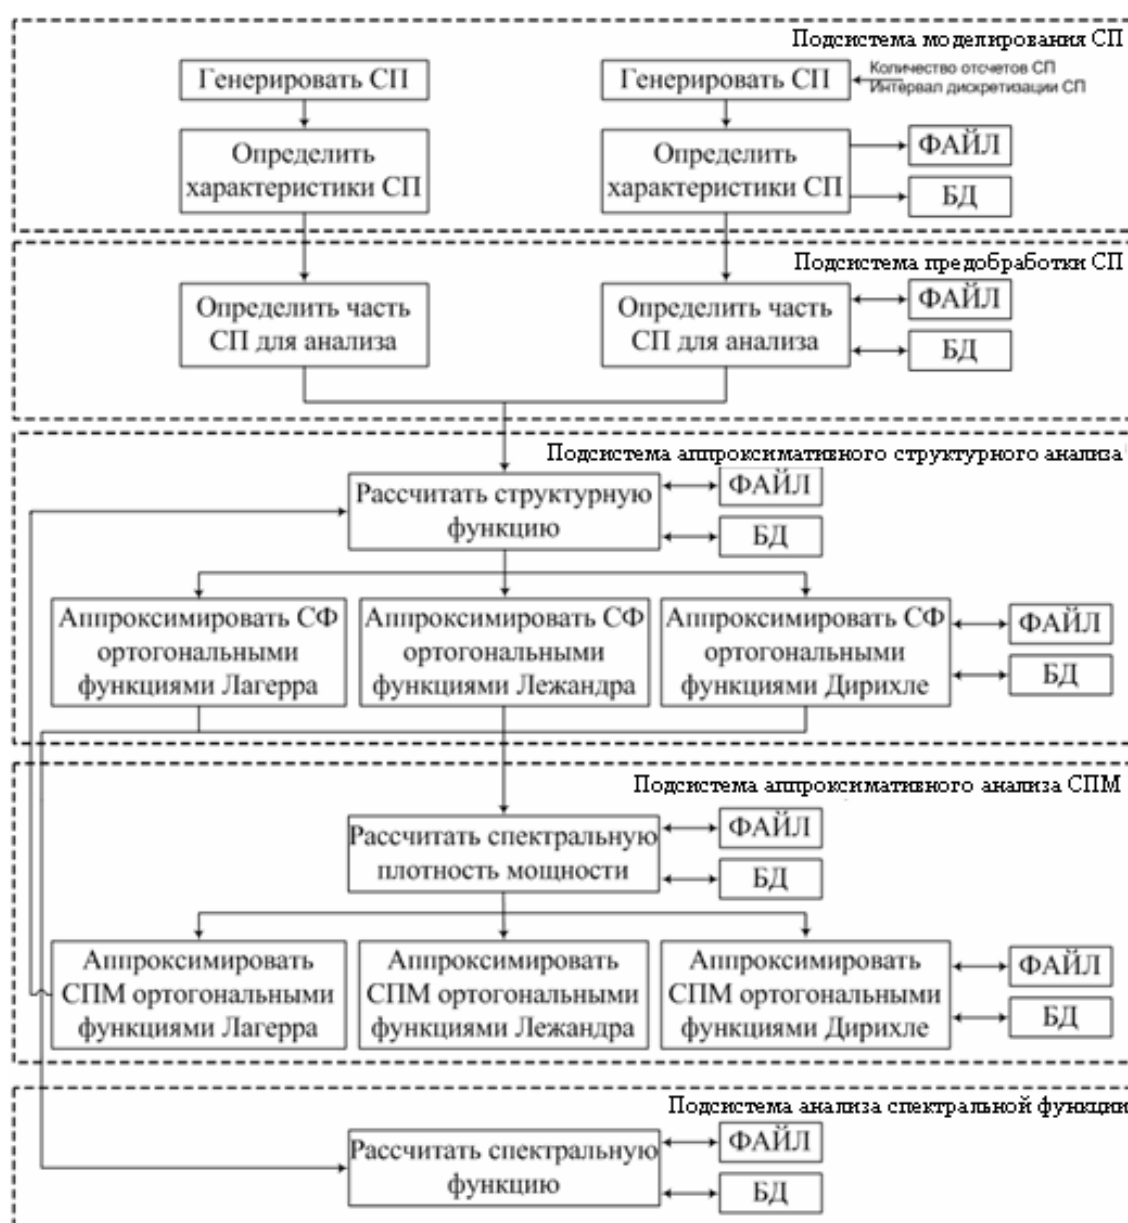 Подсистема моделирования СП
Генерировать СП
Генерировать СП
Количество отсчетов СП
Интервал дискретизации СП
Определить
характеристики СП
Определить
характеристики СП
ФАЙЛ
БД
Подсистема предобработки СП
Определить часть
СП для анализа
Определить часть
СП для анализа
ФАЙЛ
БД
Подсистема аппроксимативного структурного анализа
Рассчитать структурную
функцию
ФАЙЛ
БД
Аппроксимировать СФ
ортогональными
функциями Лагерра
Аппроксимировать СФ
ортогональными
функциями Лежандра
Аппроксимировать СФ
ортогональными
функциями Дирихле
ФАЙЛ
БД
Подсистема аппроксимативного анализа СПМ
Рассчитать спектральную
плотность мощности
ФАЙЛ
БД
Аппроксимировать
СПМ ортогональными
функциями Лагерра
Аппроксимировать
СПМ ортогональными
функциями Лежандра
Аппроксимировать
СПМ ортогональными
функциями Дирихле
ФАЙЛ
БД
Подсистема анализа спектральной функции
Рассчитать спектральную
функцию
ФАЙЛ
БД